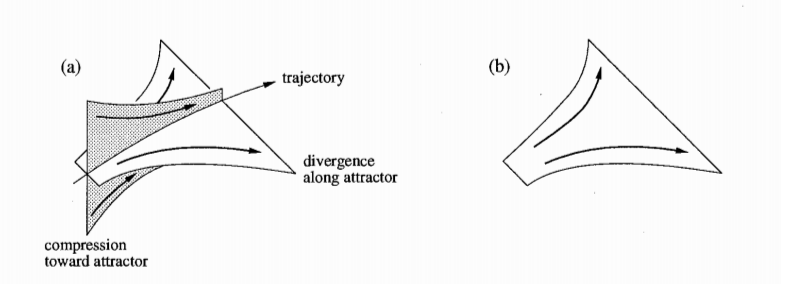 (a)
trajectory
divergence
along attractor
compression
toward attractor
(b)